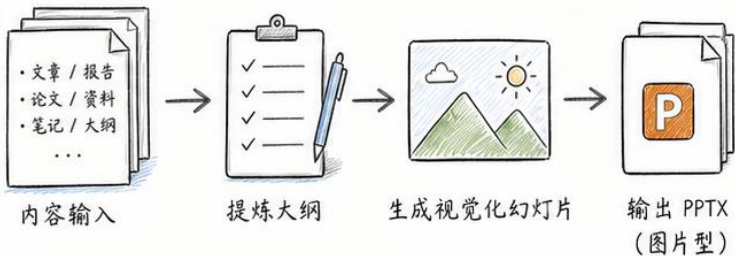 · 文章 / 报告
· 论文 / 资料
· 笔记 / 大纲
...
内容输入
提炼大纲
生成视觉化幻灯片
P
输出 PPTX
（图片型）